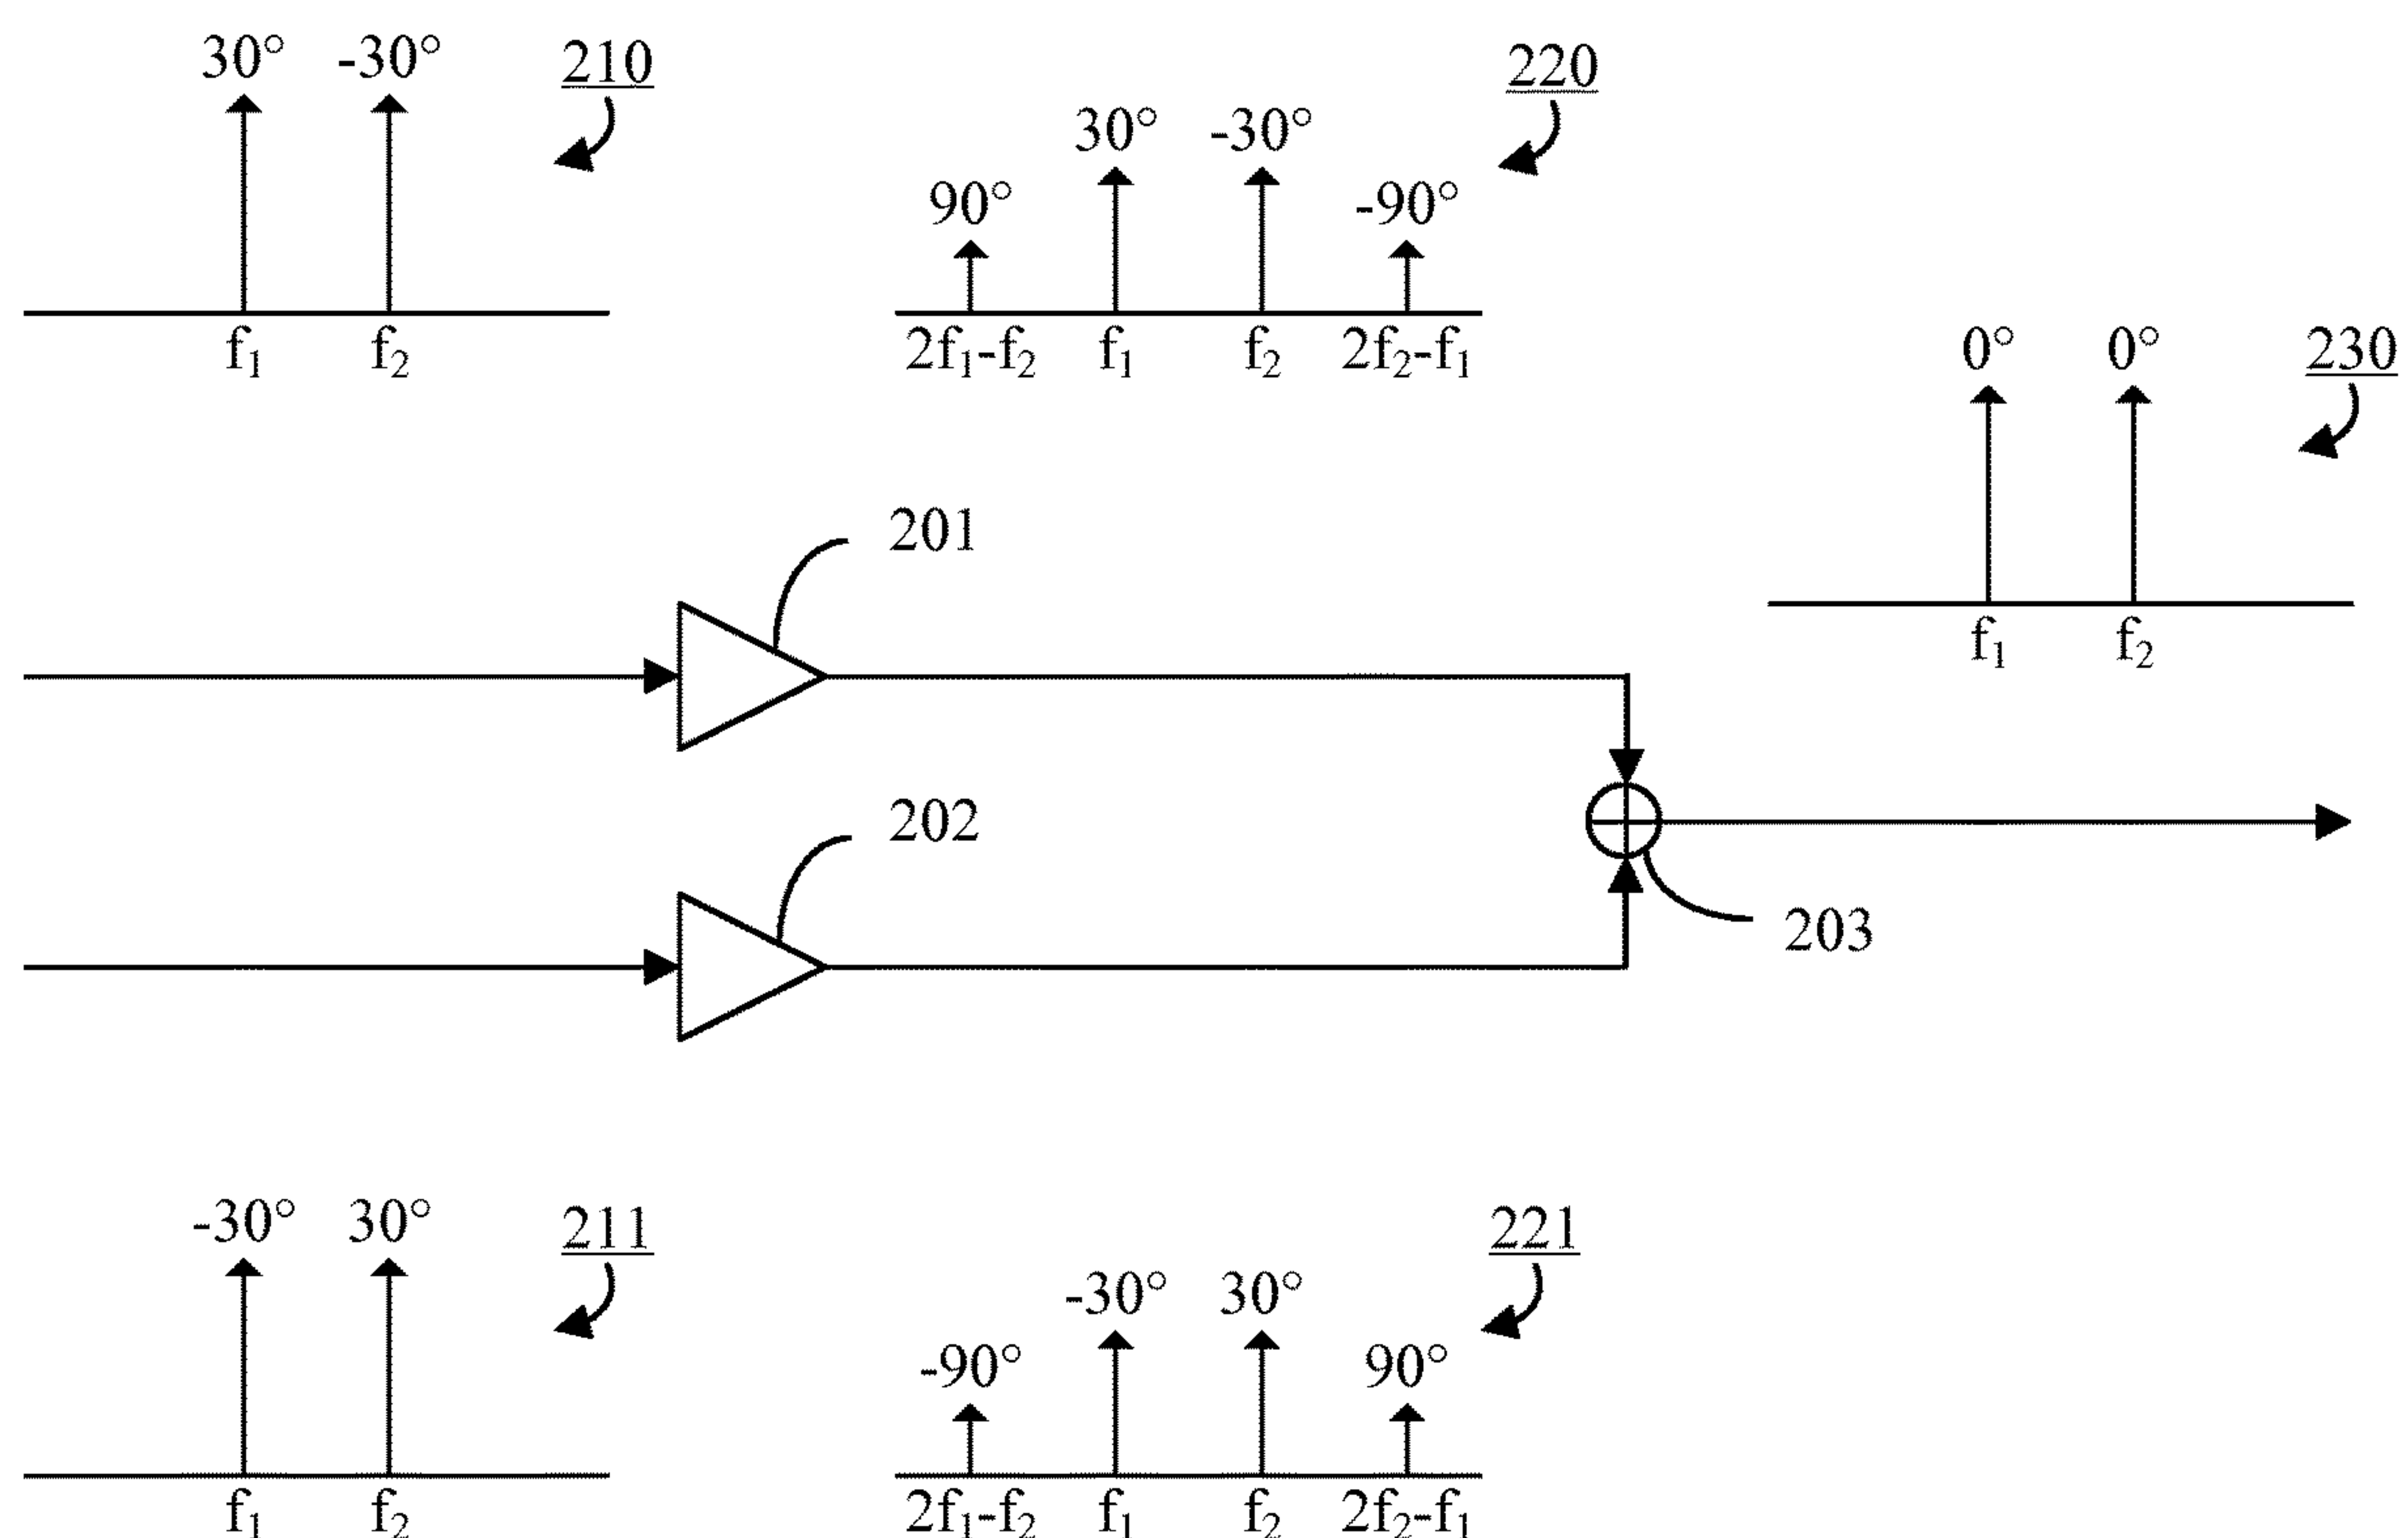 30° -30° 210
220
30° -30°
90° -90°
f₁ f₂
2f₁-f₂ f₁ f₂ 2f₂-f₁
0° 0° 230
201
f₁ f₂
202
203
-30° 30° 211
221
-30° 30°
-90° 90°
f₁ f₂
2f₁-f₂ f₁ f₂ 2f₂-f₁